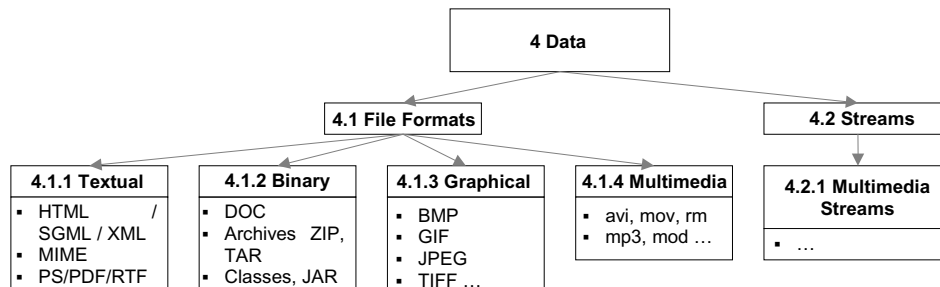 4 Data
4.1 File Formats
4.2 Streams
4.1.1 Textual
▪ HTML /
SGML / XML
▪ MIME
▪ PS/PDF/RTF
4.1.2 Binary
▪ DOC
▪ Archives ZIP,
TAR
▪ Classes, JAR
4.1.3 Graphical
▪ BMP
▪ GIF
▪ JPEG
▪ TIFF …
4.1.4 Multimedia
▪ avi, mov, rm
▪ mp3, mod …
4.2.1 Multimedia
Streams
▪ …